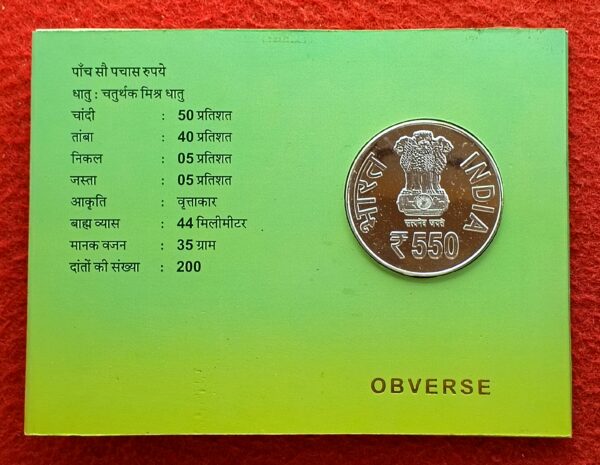 पाँच सौ पचास रुपये
धातु : चतुर्थक मिश्र धातु
चांदी : 50 प्रतिशत
तांबा : 40 प्रतिशत
निकल : 05 प्रतिशत
जस्ता : 05 प्रतिशत
आकृति : वृत्ताकार
बाह्य व्यास : 44 मिलीमीटर
मानक वजन : 35 ग्राम
दांतों की संख्या : 200
भारत INDIA
सत्यमेव जयते
₹ 550
OBVERSE